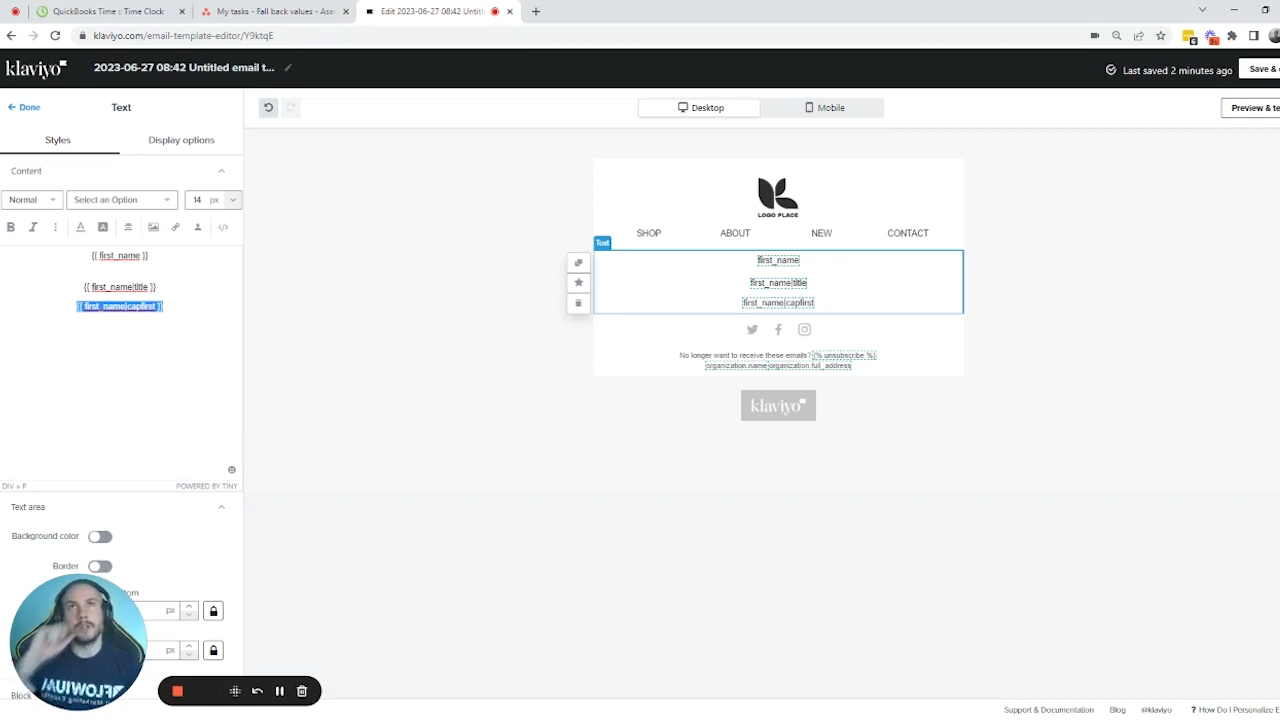 QuickBooks Time :: Time Clock
My tasks - Fall back values - Asa
Edit 2023-06-27 08:42 Untitl
klaviyo.com/email-template-editor/Y9ktqE
klaviyo
2023-06-27 08:42 Untitled email t...
Last saved 2 minutes ago
Save &
Done
Text
Desktop
Mobile
Preview & te
Styles
Display options
Content
Normal
Select an Option
14 px
{{ first_name }}
{{ first_name|title }}
{{ first_name|capfirst }}
LOGO PLACE
SHOP ABOUT NEW CONTACT
Text
first_name
first_name|title
first_name|capfirst
No longer want to receive these emails? {% unsubscribe %}.
organization.name organization.full_address
klaviyo
DIV » P
POWERED BY TINY
Text area
Background color
Border
tom
px
px
Block
FLOWIUM
Support & Documentation
Blog
@klaviyo
? How Do I Personalize E